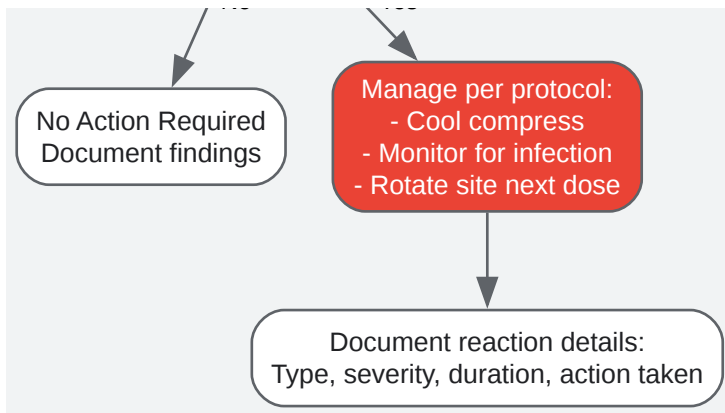 No Action Required
Document findings
Manage per protocol:
- Cool compress
- Monitor for infection
- Rotate site next dose
Document reaction details:
Type, severity, duration, action taken